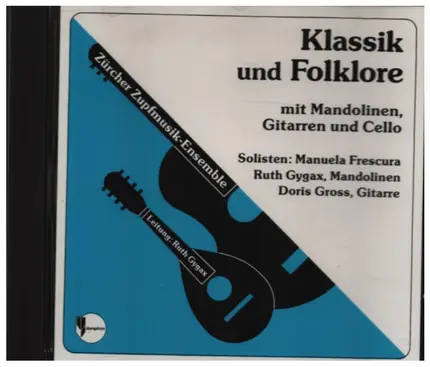 Klassik
und Folklore
mit Mandolinen,
Gitarren und Cello
Solisten: Manuela Frescura
Ruth Gygax, Mandolinen
Doris Gross, Gitarre
Zürcher Zupfmusik-Ensemble
Leitung: Ruth Gygax